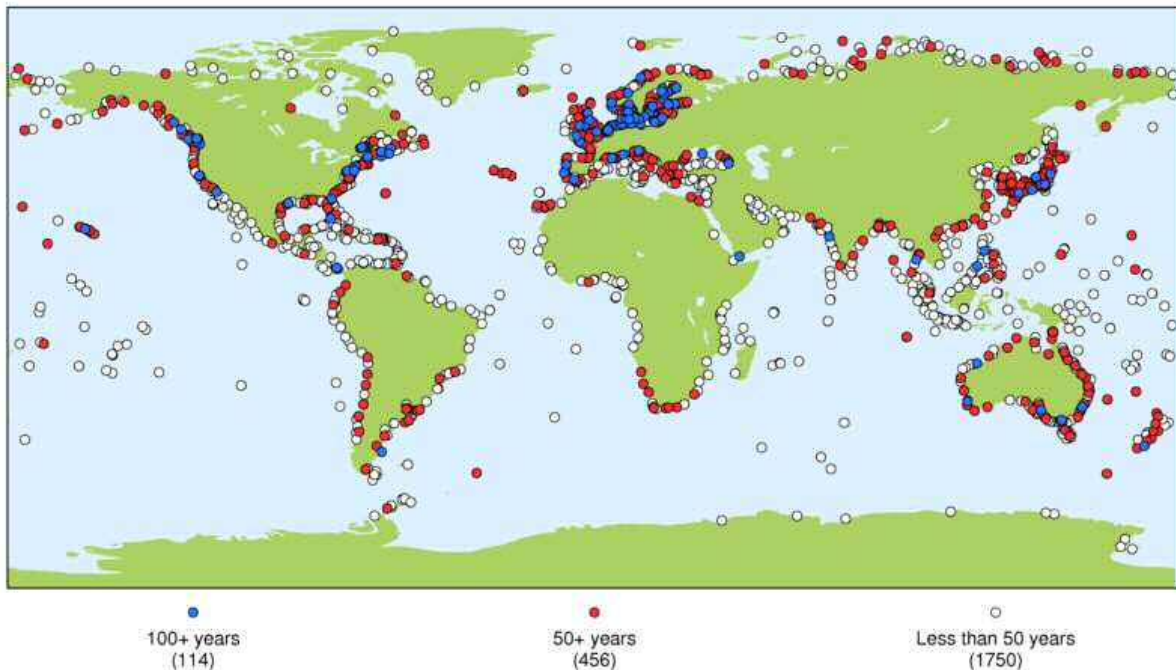 100+ years
(114)
50+ years
(456)
Less than 50 years
(1750)